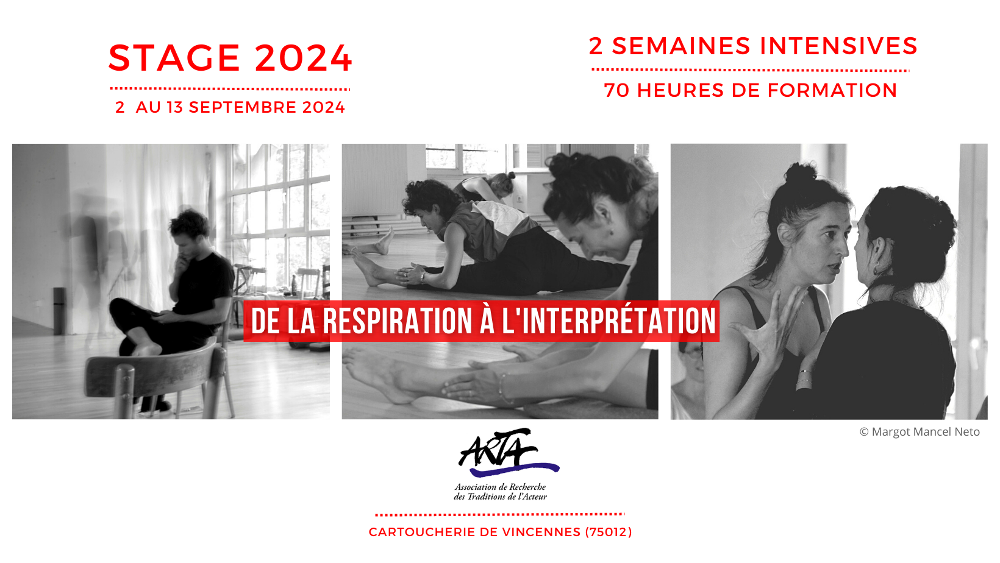 STAGE 2024
2 AU 13 SEPTEMBRE 2024
2 SEMAINES INTENSIVES
70 HEURES DE FORMATION
DE LA RESPIRATION À L'INTERPRÉTATION
© Margot Mancel Neto
ARTA
Association de Recherche
des Traditions de l'Acteur
CARTOUCHERIE DE VINCENNES (75012)